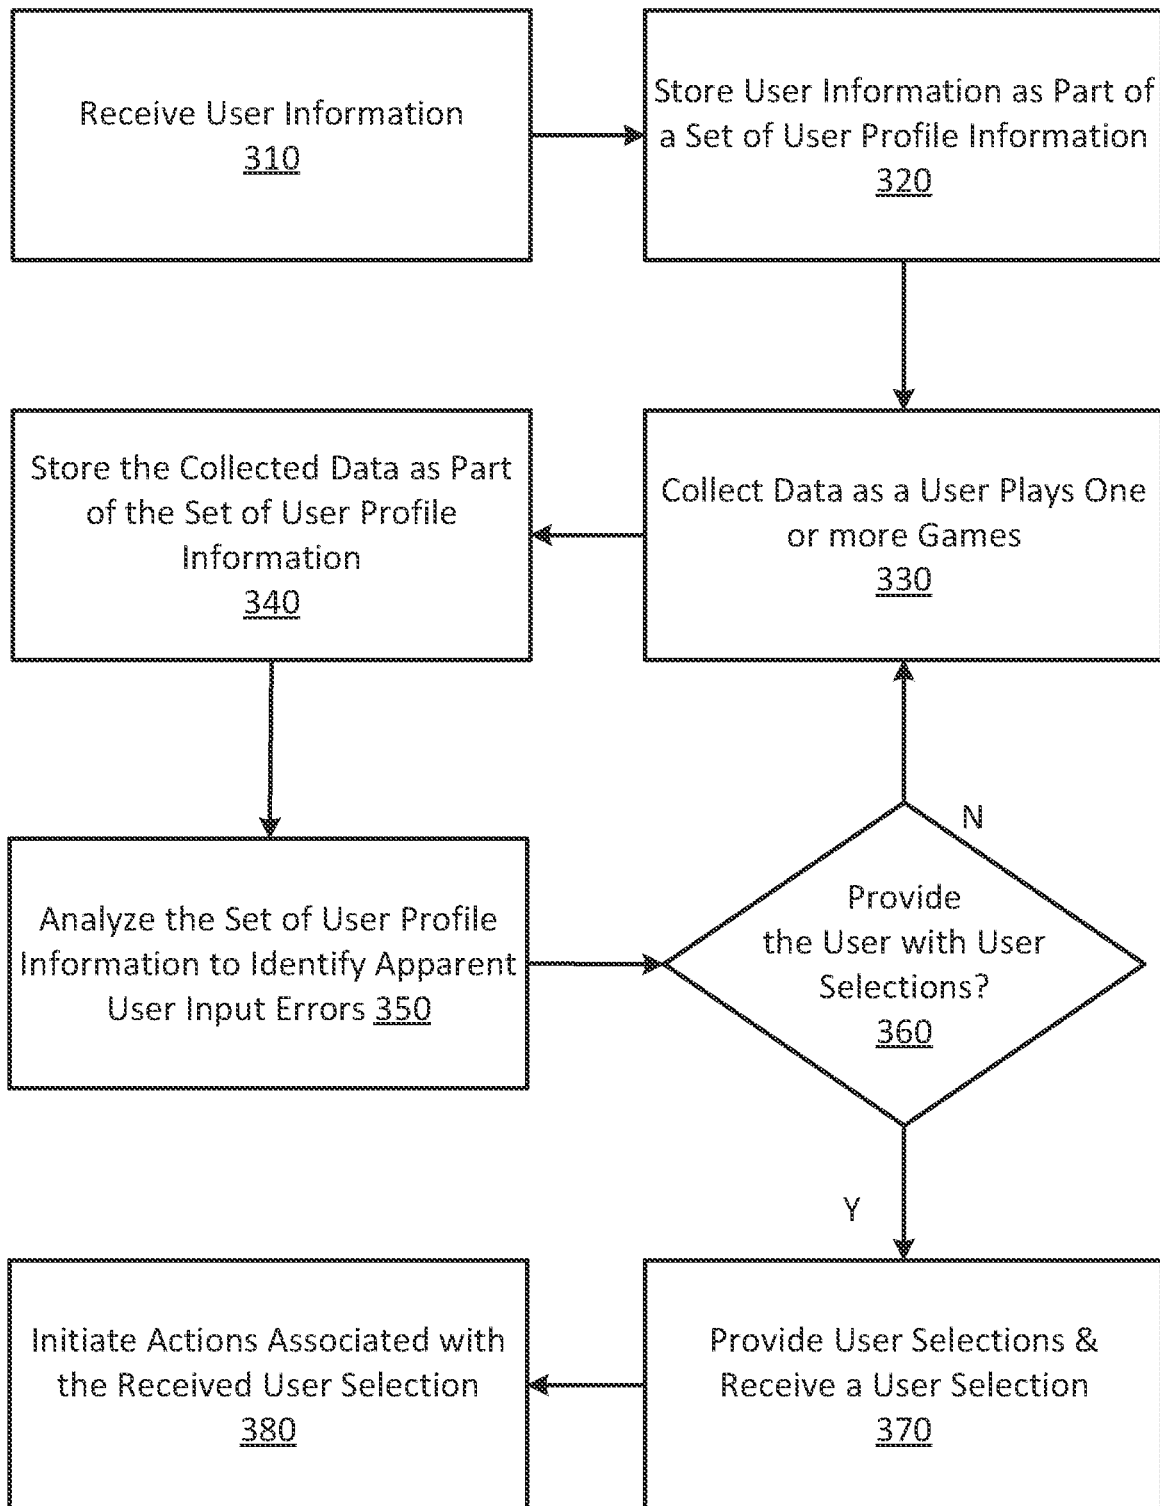 Receive User Information
310
Store User Information as Part of
a Set of User Profile Information
320
Store the Collected Data as Part
of the Set of User Profile
Information
340
Collect Data as a User Plays One
or more Games
330
Analyze the Set of User Profile
Information to Identify Apparent
User Input Errors 350
N
Provide
the User with User
Selections?
360
Y
Initiate Actions Associated with
the Received User Selection
380
Provide User Selections &
Receive a User Selection
370